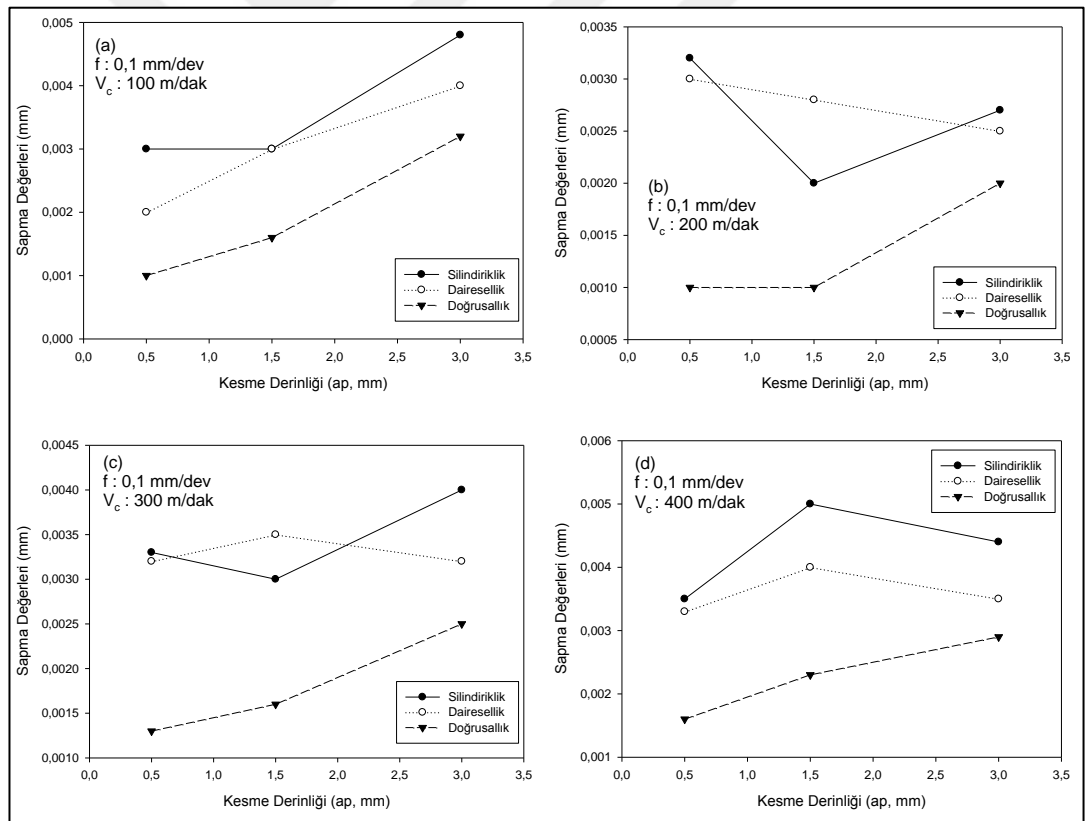 (a)
f : 0,1 mm/dev
Vc : 100 m/dak
Sapma Değerleri (mm)
0,005
0,004
0,003
0,002
0,001
0,000
0,0 0,5 1,0 1,5 2,0 2,5 3,0 3,5
Kesme Derinliği (ap, mm)
Silindiriklik
Dairesellik
Doğrusallık
(b)
f : 0,1 mm/dev
Vc : 200 m/dak
Sapma Değerleri (mm)
0,0035
0,0030
0,0025
0,0020
0,0015
0,0010
0,0005
0,0 0,5 1,0 1,5 2,0 2,5 3,0 3,5
Kesme Derinliği (ap, mm)
Silindiriklik
Dairesellik
Doğrusallık
(c)
f : 0,1 mm/dev
Vc : 300 m/dak
Sapma Değerleri (mm)
0,0045
0,0040
0,0035
0,0030
0,0025
0,0020
0,0015
0,0010
0,0 0,5 1,0 1,5 2,0 2,5 3,0 3,5
Kesme Derinliği (ap, mm)
Silindiriklik
Dairesellik
Doğrusallık
(d)
f : 0,1 mm/dev
Vc : 400 m/dak
Sapma Değerleri (mm)
0,006
0,005
0,004
0,003
0,002
0,001
0,0 0,5 1,0 1,5 2,0 2,5 3,0 3,5
Kesme Derinliği (ap, mm)
Silindiriklik
Dairesellik
Doğrusallık